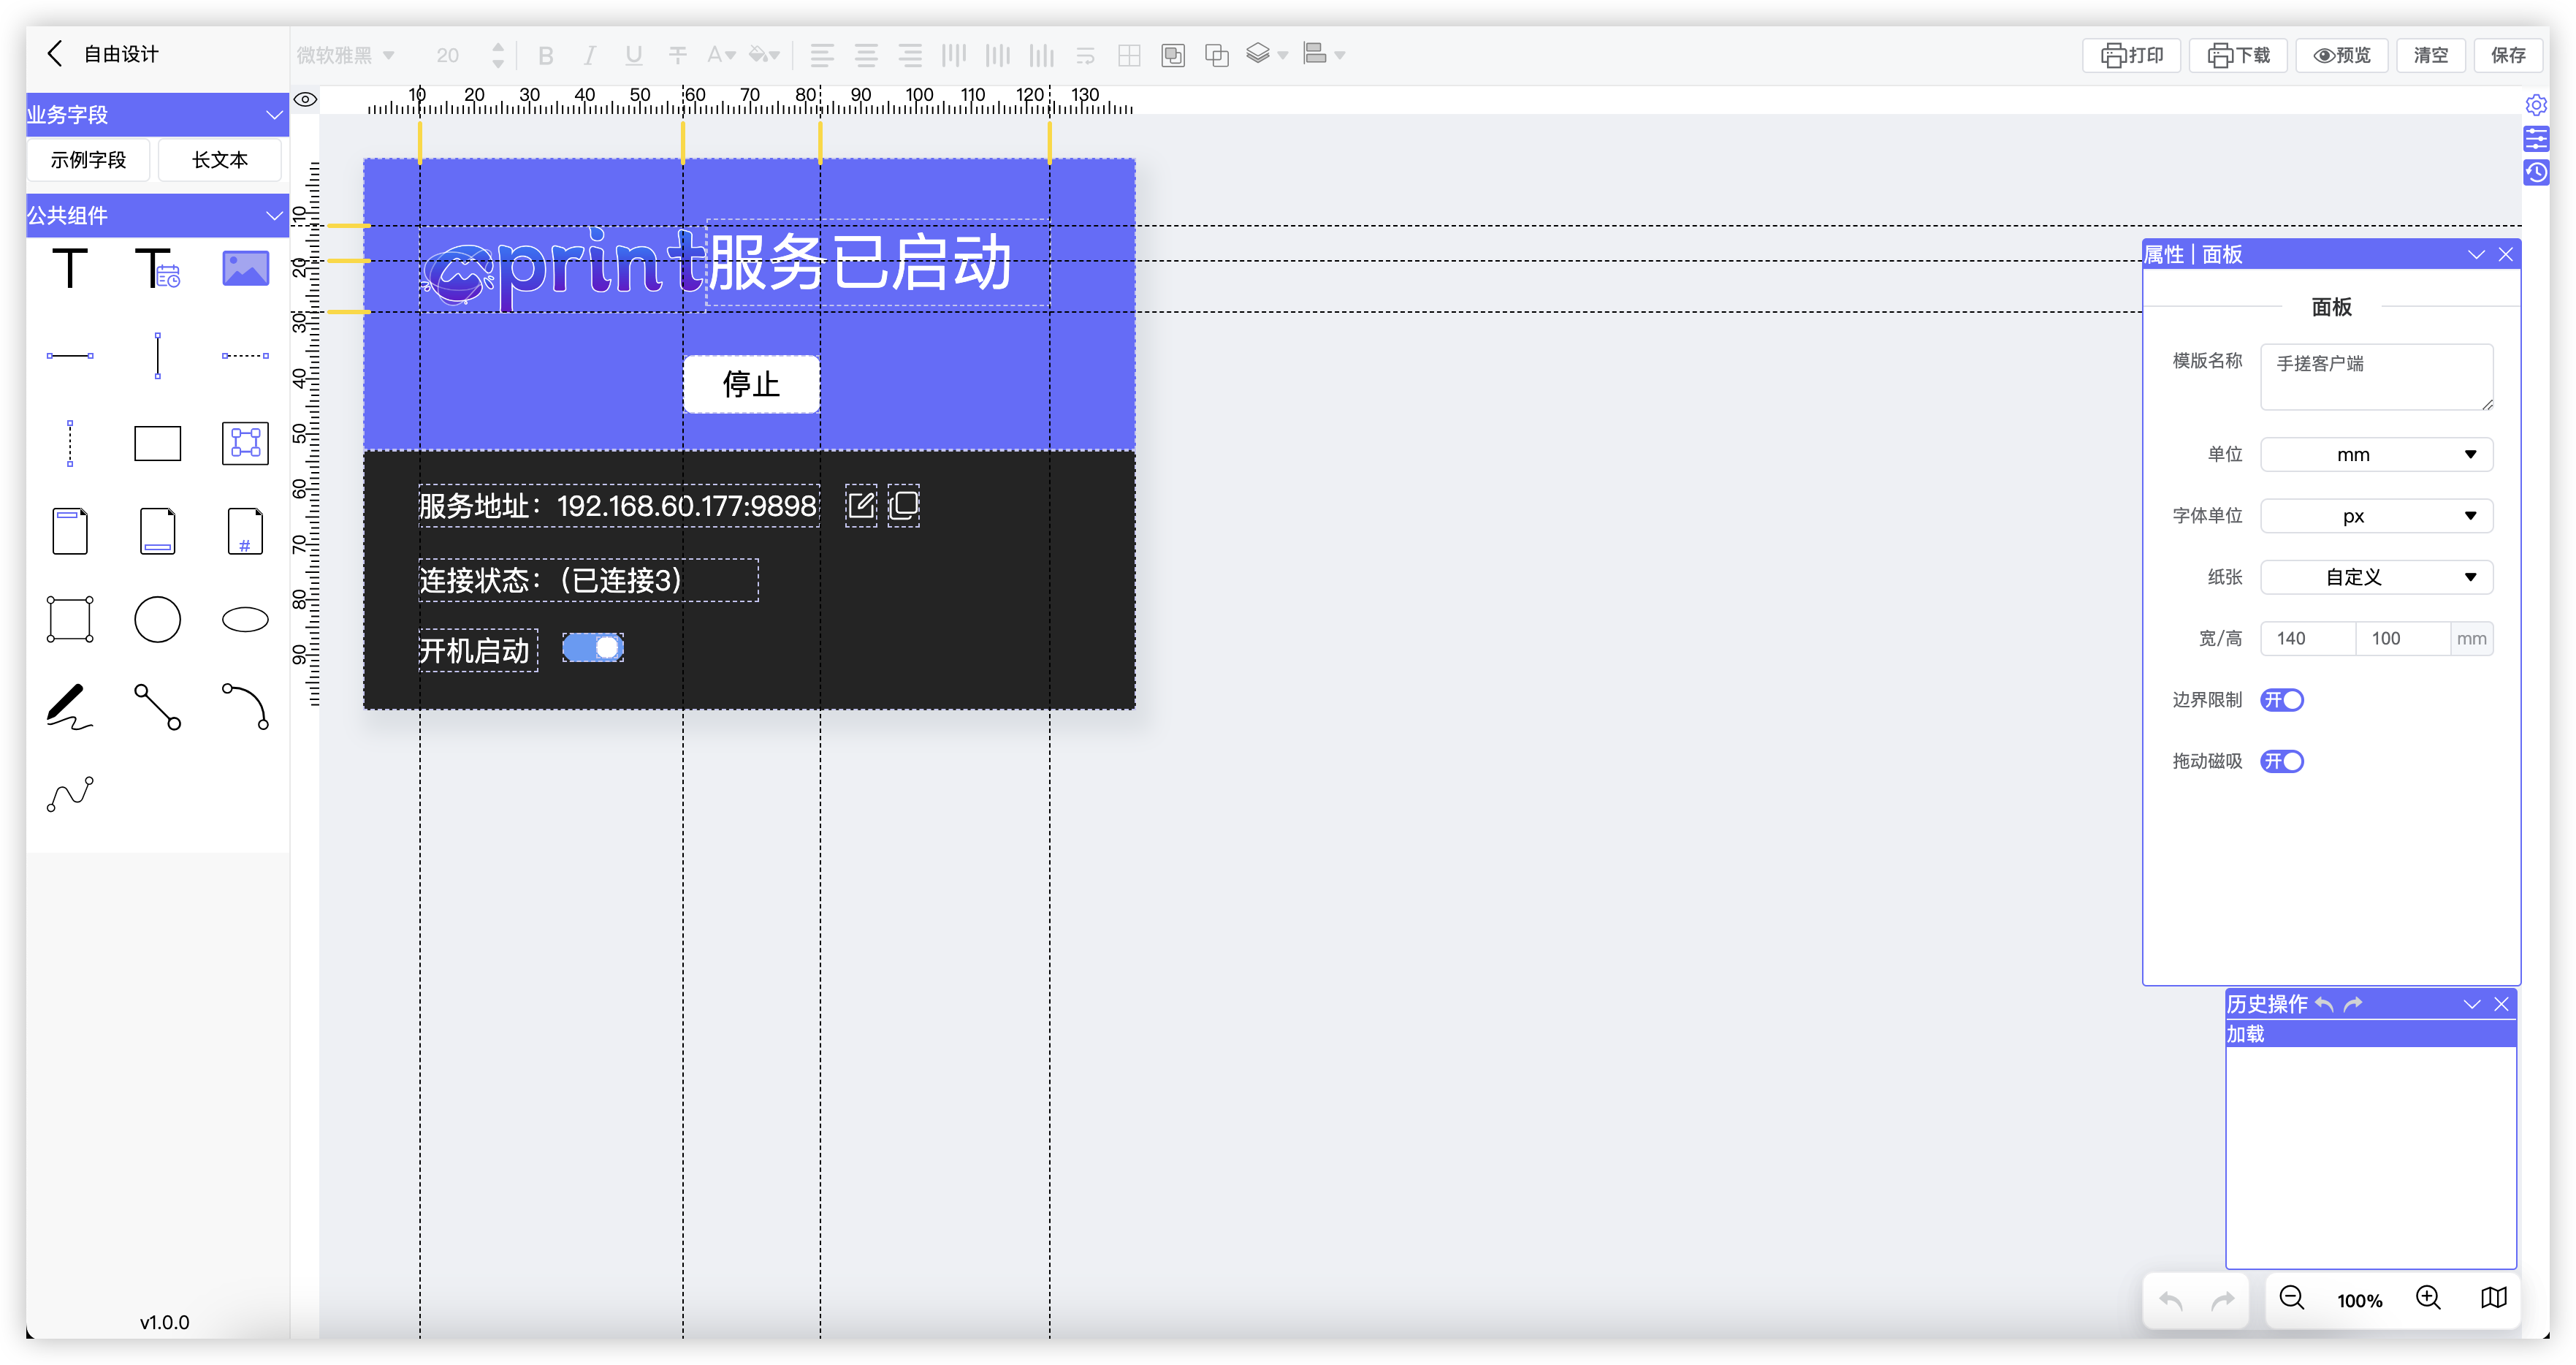 自由设计
微软雅黑 20 B I U T A
打印 下载 预览 清空 保存
业务字段
示例字段 长文本
公共组件
T T
#
v1.0.0
10 20 30 40 50 60 70 80 90 100 110 120 130
10
20
30
40
50
60
70
80
90
print服务已启动
停止
服务地址：192.168.60.177:9898
连接状态：（已连接3）
开机启动
属性 | 面板
面板
模版名称 手搓客户端
单位 mm
字体单位 px
纸张 自定义
宽/高 140 100 mm
边界限制 开
拖动磁吸 开
历史操作
加载
100%